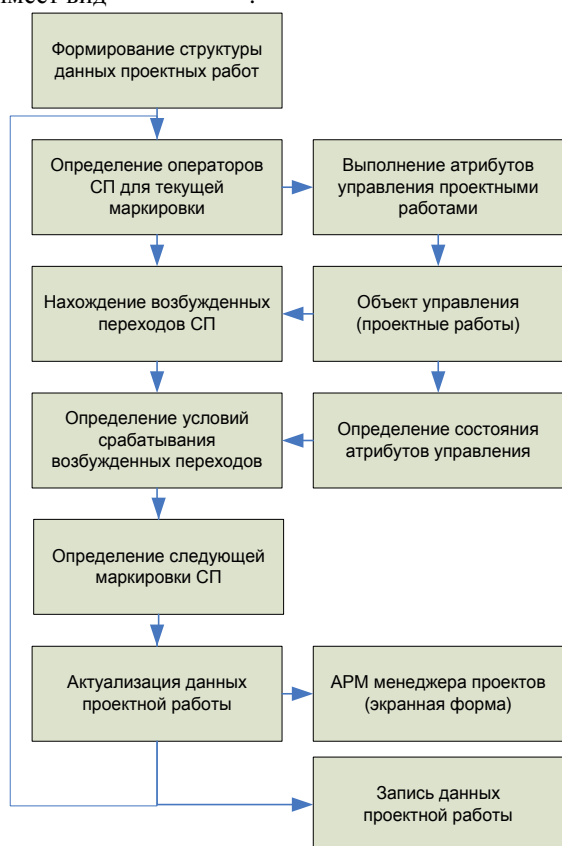 имеет вид
Формирование структуры
данных проектных работ
Определение операторов
СП для текущей
маркировки
Выполнение атрибутов
управления проектными
работами
Нахождение возбужденных
переходов СП
Объект управления
(проектные работы)
Определение условий
срабатывания
возбужденных переходов
Определение состояния
атрибутов управления
Определение следующей
маркировки СП
Актуализация данных
проектной работы
АРМ менеджера проектов
(экранная форма)
Запись данных
проектной работы